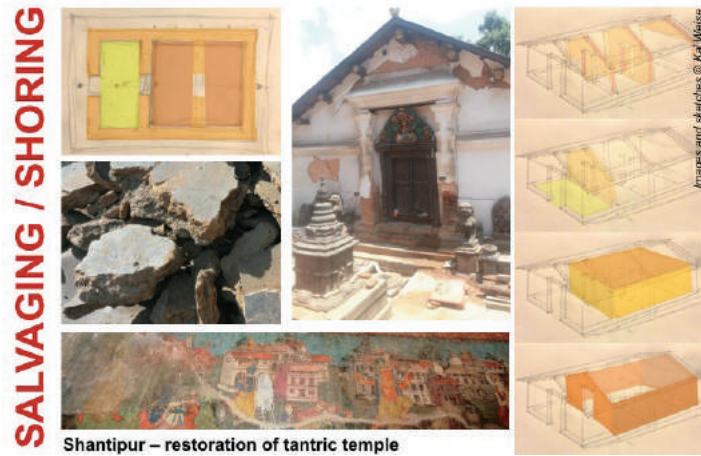 SALVAGING / SHORING
Images and sketches © Kai Weise
Shantipur – restoration of tantric temple